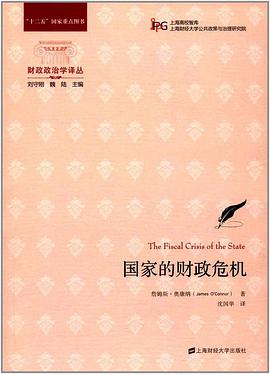 "十二五"国家重点图书
IPG
上海高校智库
上海财经大学公共政策与治理研究院
财政政治学译丛
刘守刚 魏 陆 主编
The Fiscal Crisis of the State
国家的财政危机
詹姆斯·奥康纳(James O'Connor) 著
沈国华 译
上海财经大学出版社